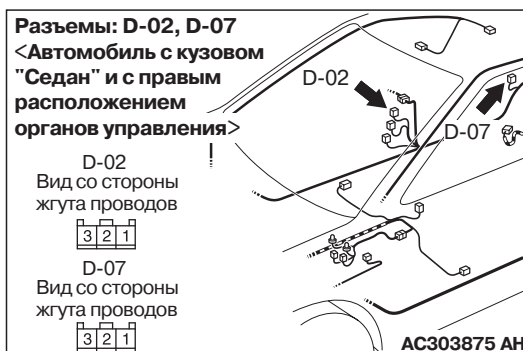 Разъемы: D-02, D-07
<Автомобиль с кузовом
"Седан" и с правым
расположением
органов управления>
D-02
D-07
D-02
Вид со стороны
жгута проводов
3 2 1
D-07
Вид со стороны
жгута проводов
3 2 1
AC303875 AH